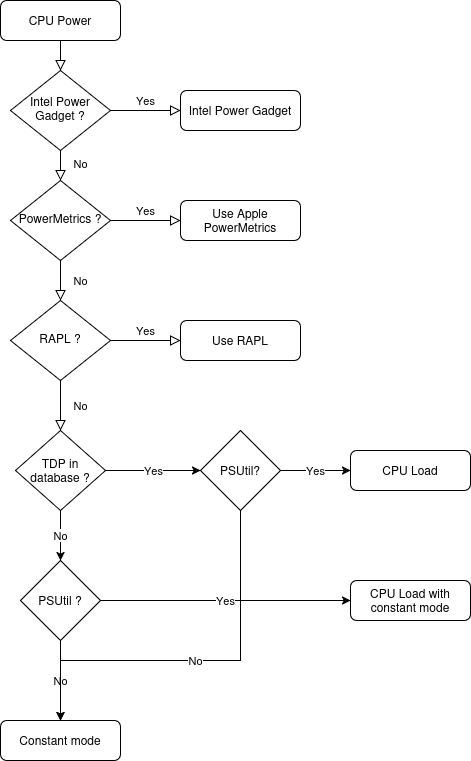 CPU Power
Intel Power
Gadget ?
Yes
Intel Power Gadget
No
PowerMetrics ?
Yes
Use Apple
PowerMetrics
No
RAPL ?
Yes
Use RAPL
No
TDP in
database ?
Yes
PSUtil?
Yes
CPU Load
No
PSUtil ?
Yes
CPU Load with
constant mode
No
No
Constant mode